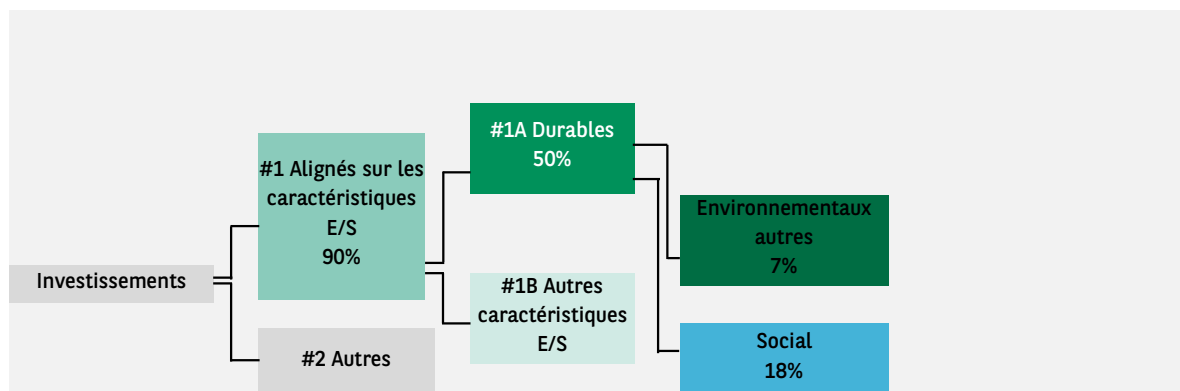 Investissements
#1 Alignés sur les
caractéristiques
E/S
90%
#2 Autres
#1A Durables
50%
#1B Autres
caractéristiques
E/S
Environnementaux
autres
7%
Social
18%